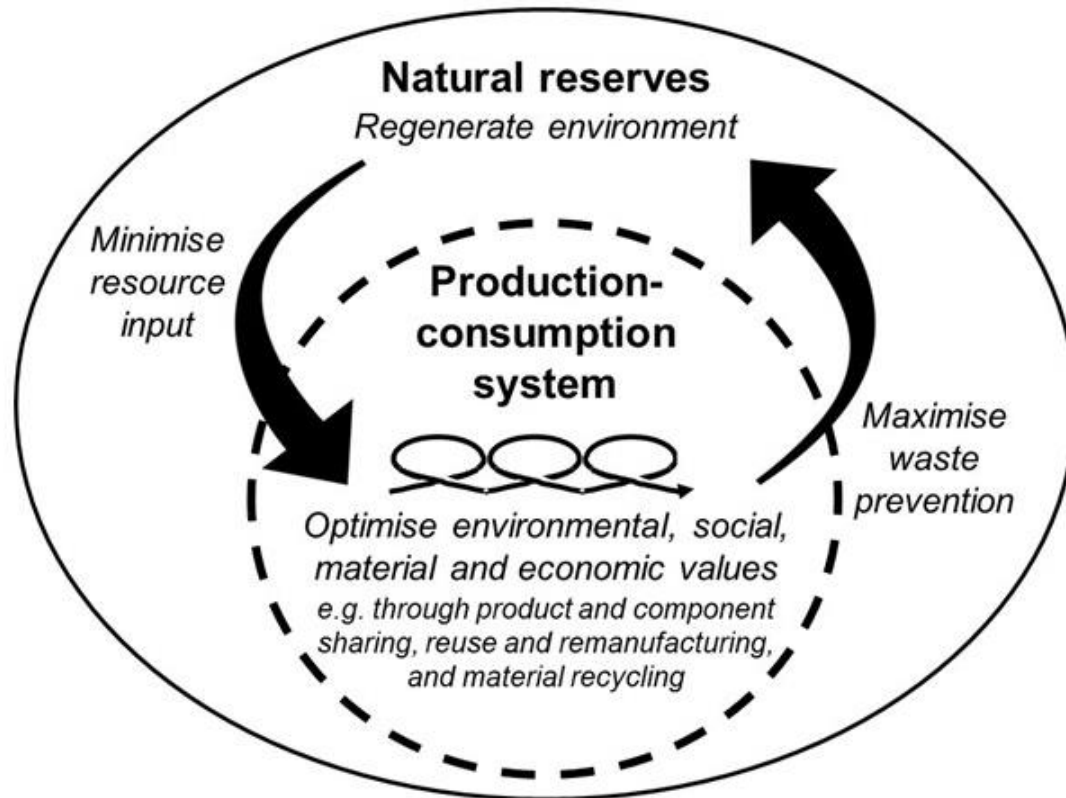 Natural reserves
Regenerate environment
Minimise
resource
input
Production-
consumption
system
Optimise environmental, social,
material and economic values
e.g. through product and component
sharing, reuse and remanufacturing,
and material recycling
Maximise
waste
prevention